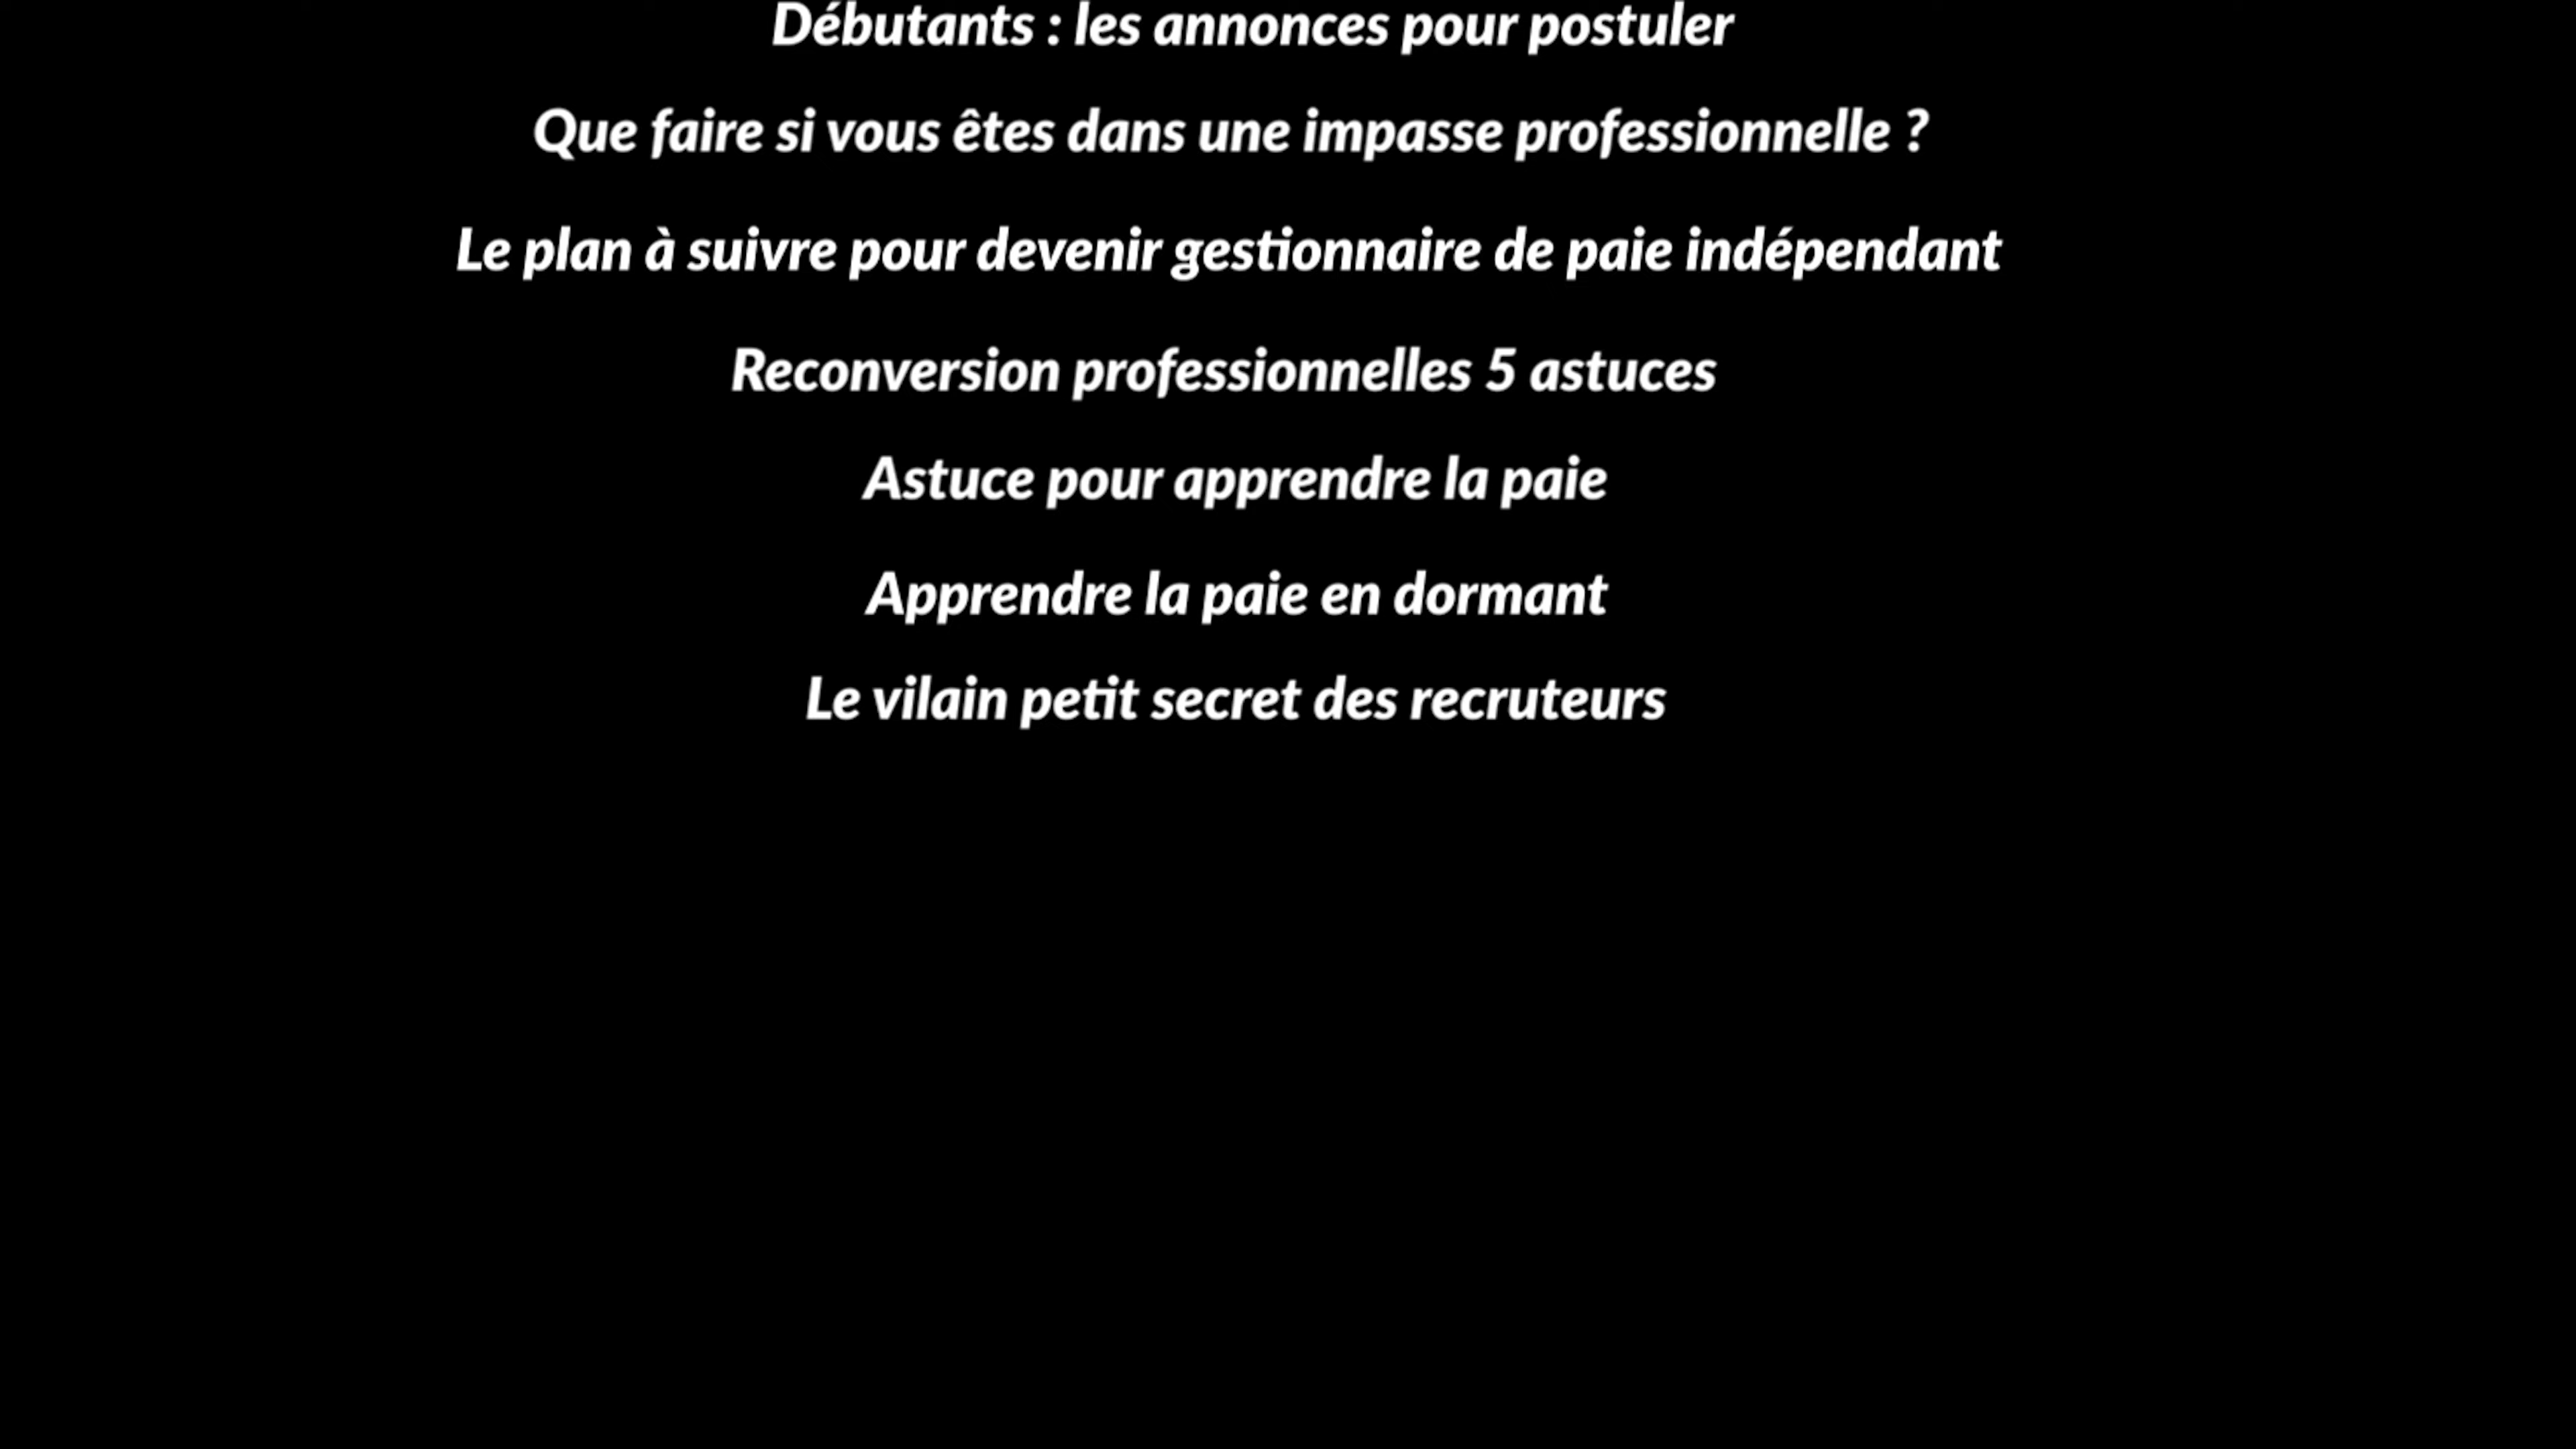 Débutants : les annonces pour postuler
Que faire si vous êtes dans une impasse professionnelle ?
Le plan à suivre pour devenir gestionnaire de paie indépendant
Reconversion professionnelles 5 astuces
Astuce pour apprendre la paie
Apprendre la paie en dormant
Le vilain petit secret des recruteurs